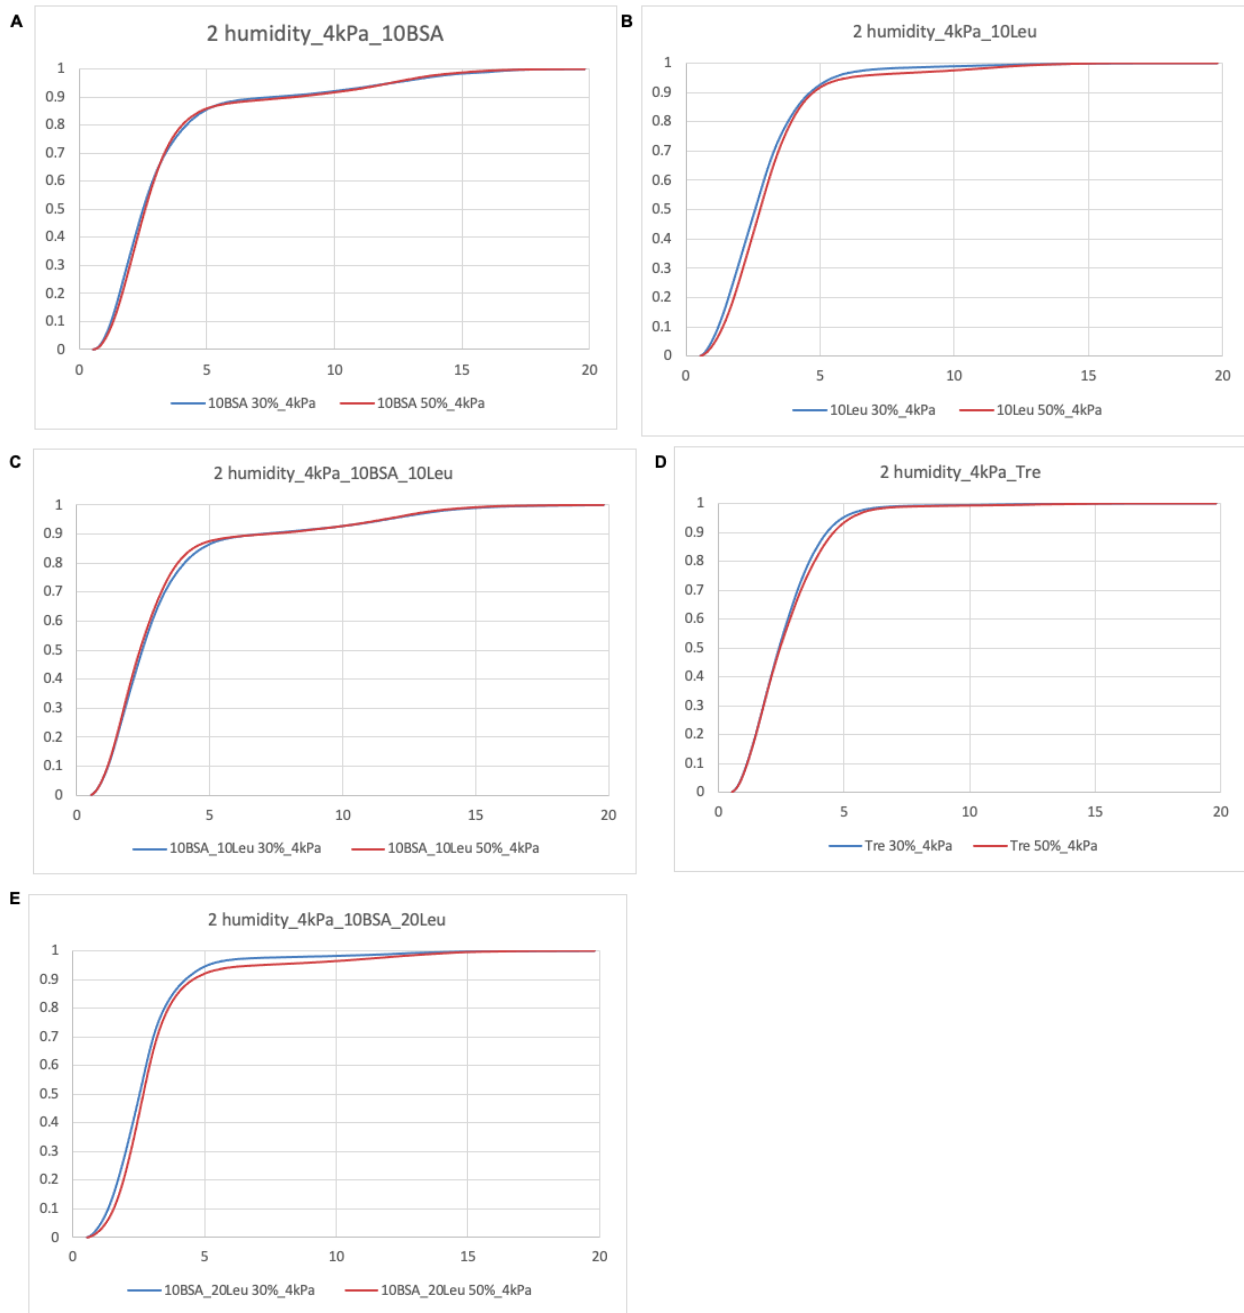 A
2 humidity_4kPa_10BSA
1
0.9
0.8
0.7
0.6
0.5
0.4
0.3
0.2
0.1
0
0 5 10 15 20
10BSA 30%_4kPa 10BSA 50%_4kPa
B
2 humidity_4kPa_10Leu
1
0.9
0.8
0.7
0.6
0.5
0.4
0.3
0.2
0.1
0
0 5 10 15 20
10Leu 30%_4kPa 10Leu 50%_4kPa
C
2 humidity_4kPa_10BSA_10Leu
1
0.9
0.8
0.7
0.6
0.5
0.4
0.3
0.2
0.1
0
0 5 10 15 20
10BSA_10Leu 30%_4kPa 10BSA_10Leu 50%_4kPa
D
2 humidity_4kPa_Tre
1
0.9
0.8
0.7
0.6
0.5
0.4
0.3
0.2
0.1
0
0 5 10 15 20
Tre 30%_4kPa Tre 50%_4kPa
E
2 humidity_4kPa_10BSA_20Leu
1
0.9
0.8
0.7
0.6
0.5
0.4
0.3
0.2
0.1
0
0 5 10 15 20
10BSA_20Leu 30%_4kPa 10BSA_20Leu 50%_4kPa